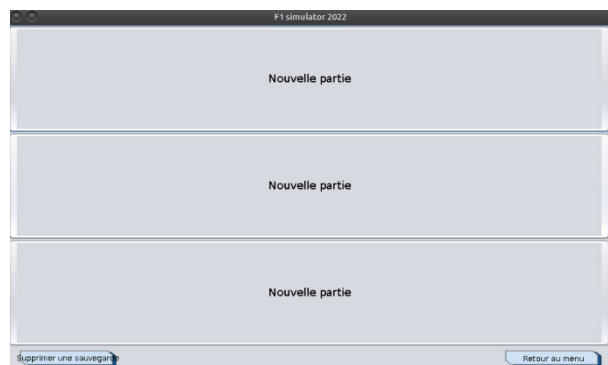 F1 simulator 2022
Nouvelle partie
Nouvelle partie
Nouvelle partie
Supprimer une sauvegarde
Retour au menu